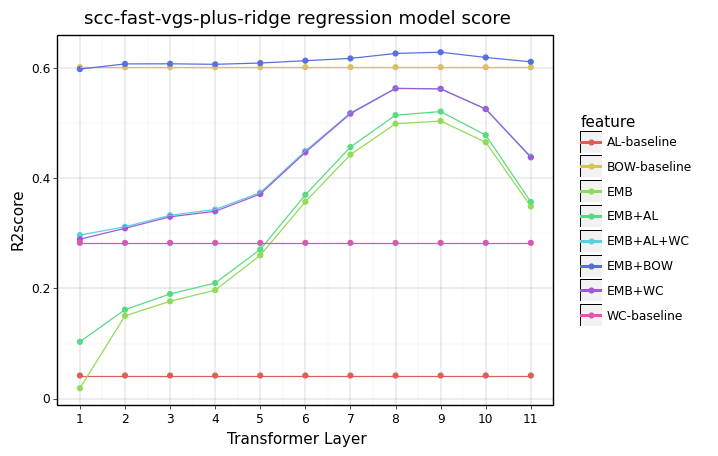 scc-fast-vgs-plus-ridge regression model score
R2score
0.6
0.4
0.2
0
1 2 3 4 5 6 7 8 9 10 11
Transformer Layer
feature
AL-baseline
BOW-baseline
EMB
EMB+AL
EMB+AL+WC
EMB+BOW
EMB+WC
WC-baseline